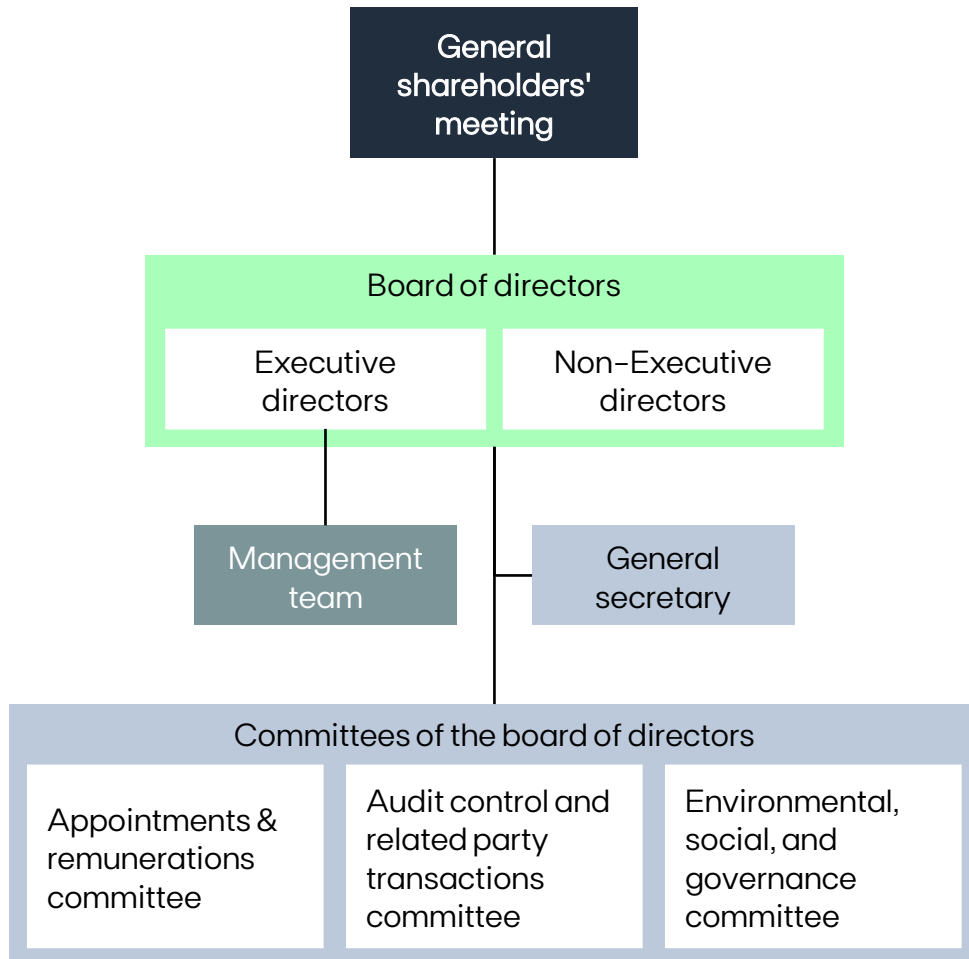 General
shareholders'
meeting
Board of directors
Executive
directors
Non-Executive
directors
Management
team
General
secretary
Committees of the board of directors
Appointments &
remunerations
committee
Audit control and
related party
transactions
committee
Environmental,
social, and
governance
committee